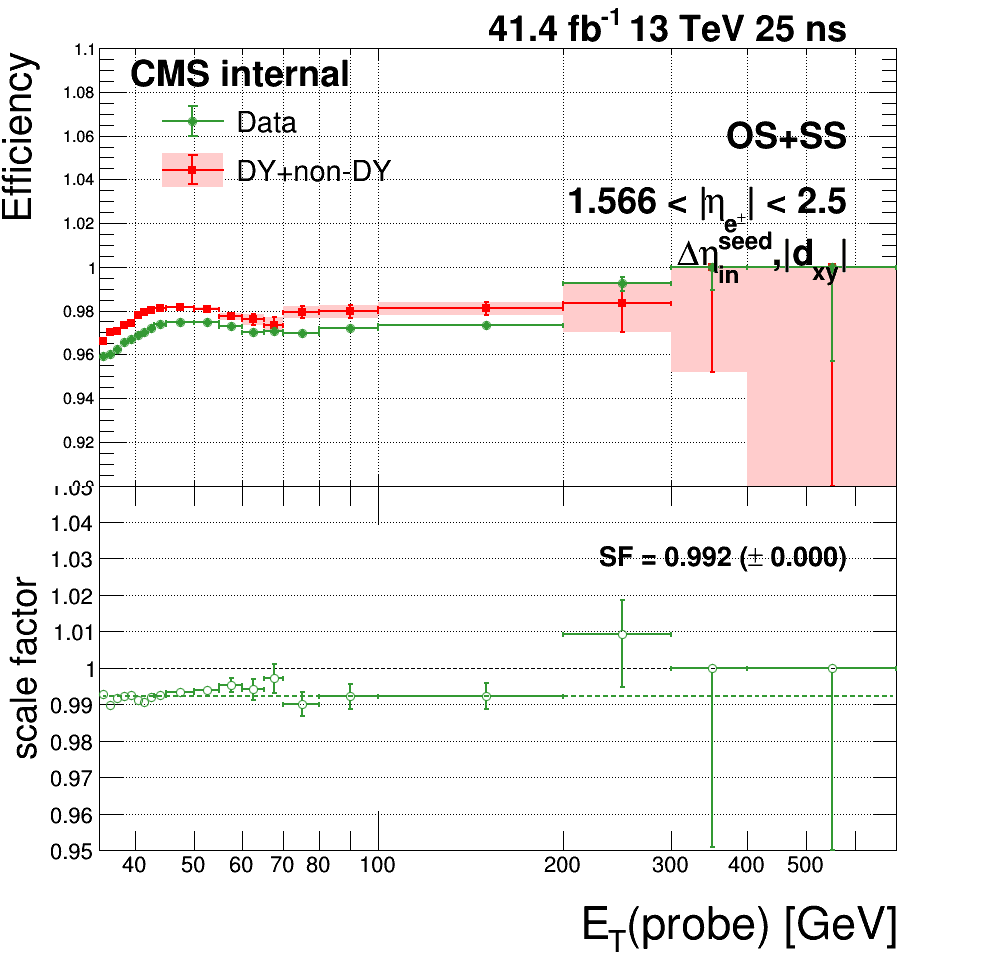 41.4 fb⁻¹ 13 TeV 25 ns
Efficiency
1.1
1.08
1.06
1.04
1.02
1
0.98
0.96
0.94
0.92
CMS internal
Data
DY+non-DY
OS+SS
1.566 < |η_e±| < 2.5
Δη_in^seed,|d_xy|
scale factor
1.05
1.04
1.03
1.02
1.01
1
0.99
0.98
0.97
0.96
0.95
SF = 0.992 (± 0.000)
40 50 60 70 80 100 200 300 400 500
E_T(probe) [GeV]